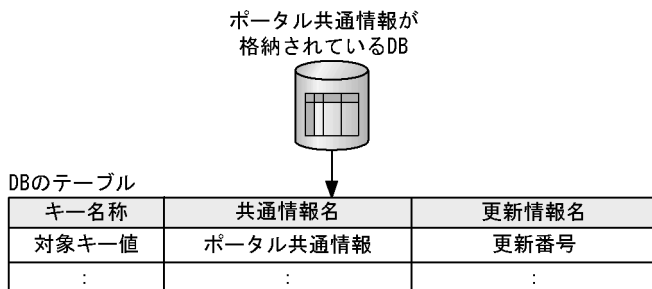 ポータル共通情報が
格納されているDB
DBのテーブル
キー名称 共通情報名 更新情報名
対象キー値 ポータル共通情報 更新番号
: : :